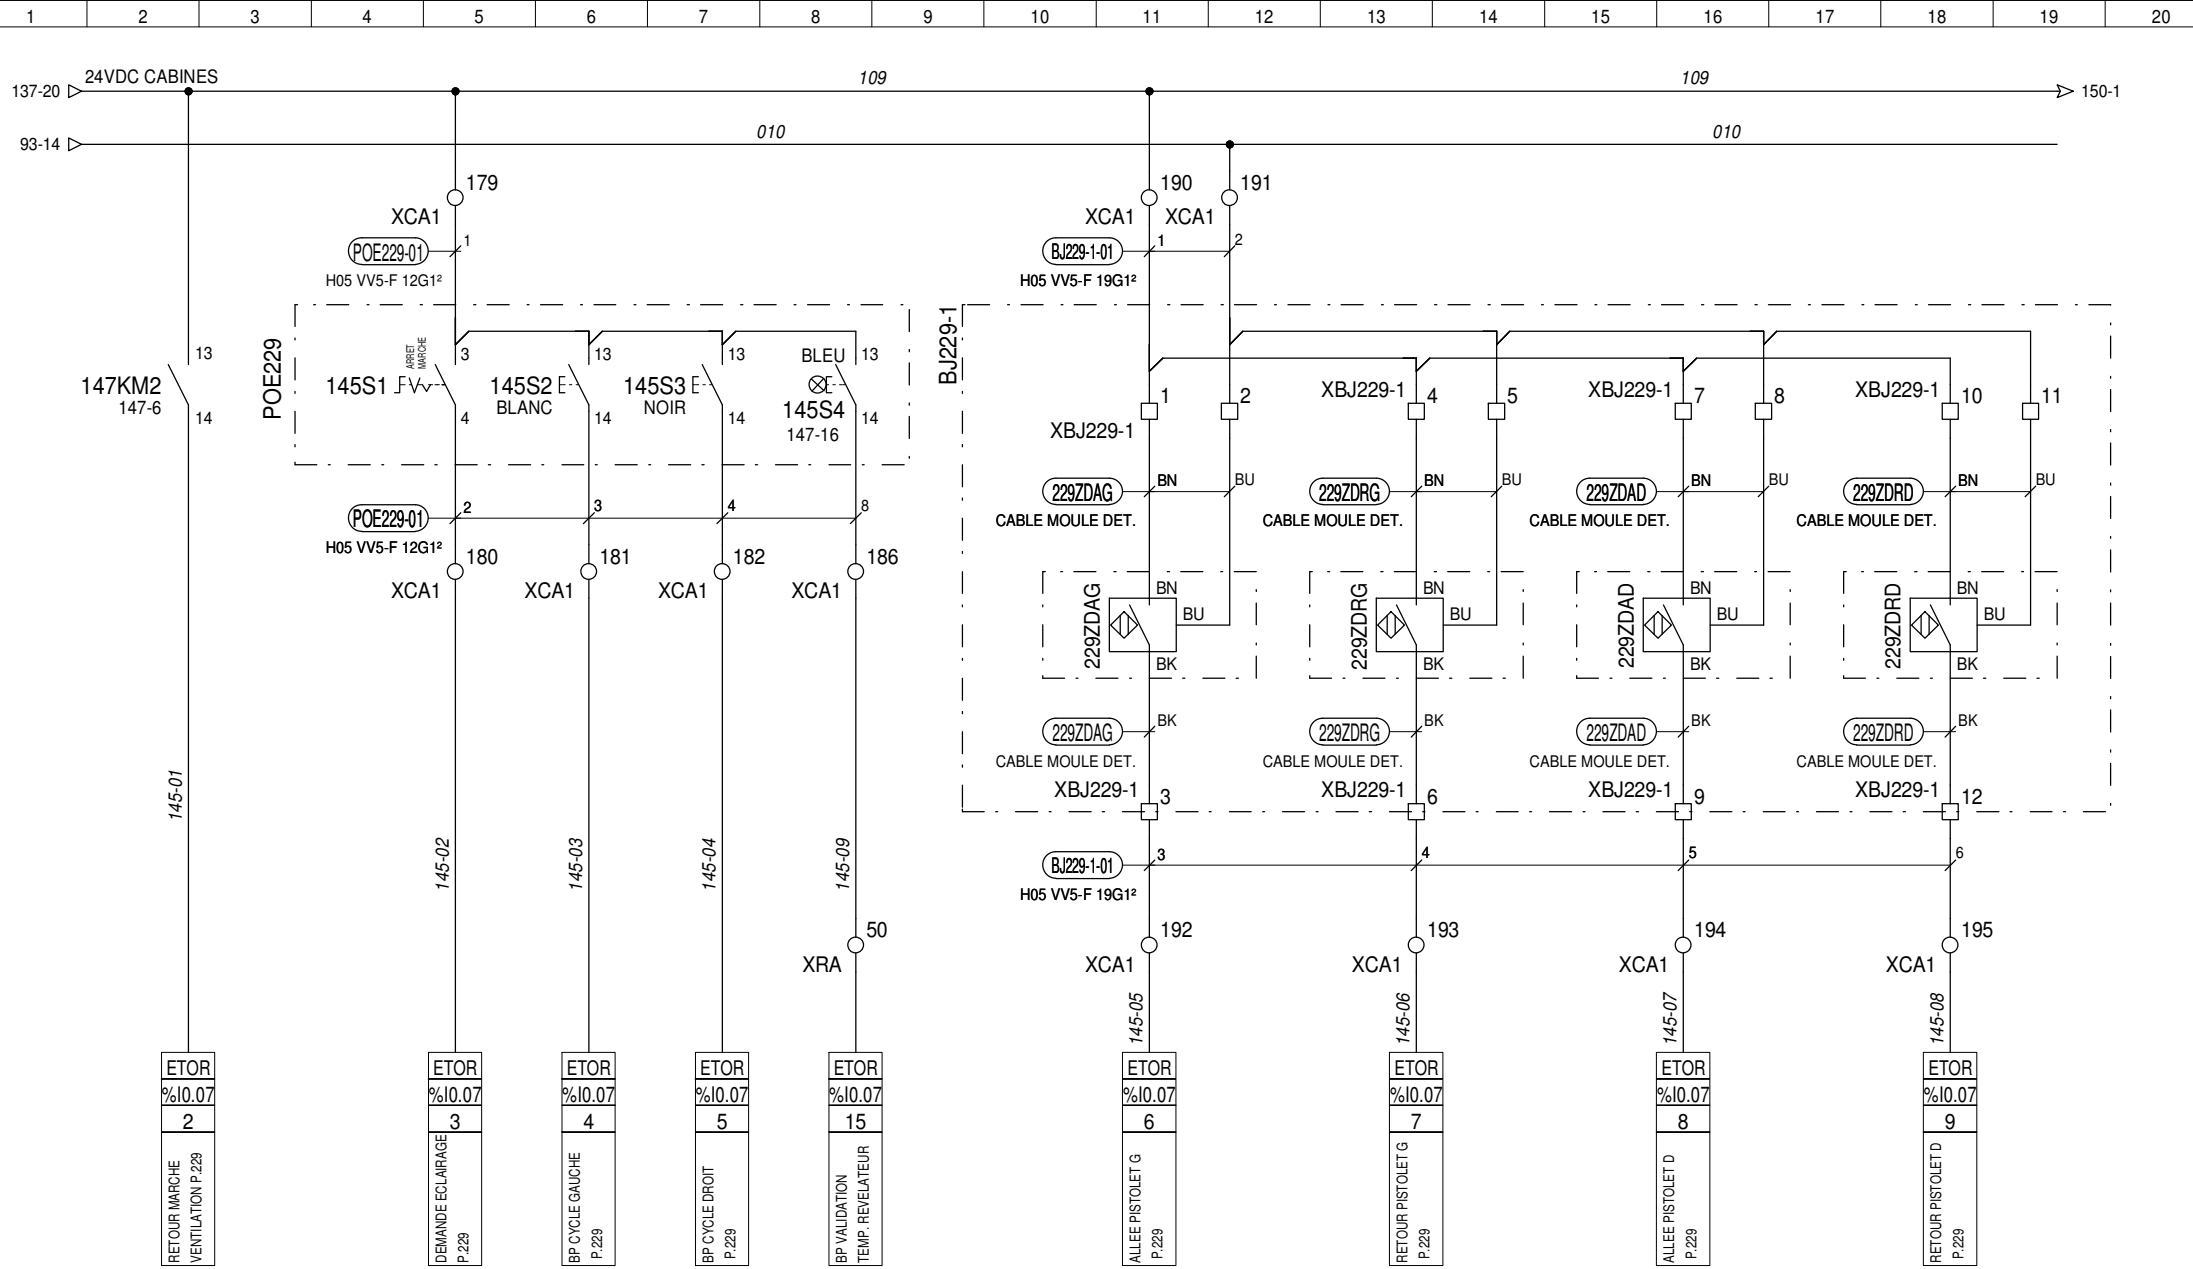 1 2 3 4 5 6 7 8 9 10 11 12 13 14 15 16 17 18 19 20
24VDC CABINES
137-20 109 109 150-1
93-14 010 010
179 190 191
XCA1 XCA1 XCA1
POE229-01 1 BJ229-1-01 1 2
H05 VV5-F 12G1² H05 VV5-F 19G1²
POE229
BJ229-1
ARRET
MARCHE
13 3 13 13 BLEU 13
147KM2 145S1 145S2 145S3
147-6 BLANC NOIR 145S4
14 4 14 14 147-16 14
XBJ229-1 1 2 XBJ229-1 4 5 XBJ229-1 7 8 XBJ229-1 10 11
229ZDAG BN BU 229ZDRG BN BU 229ZDAD BN BU 229ZDRD BN BU
CABLE MOULE DET. CABLE MOULE DET. CABLE MOULE DET. CABLE MOULE DET.
POE229-01 2 3 4 8
H05 VV5-F 12G1²
180 181 182 186
XCA1 XCA1 XCA1 XCA1
229ZDAG BN BU BK
229ZDRG BN BU BK
229ZDAD BN BU BK
229ZDRD BN BU BK
229ZDAG BK 229ZDRG BK 229ZDAD BK 229ZDRD BK
CABLE MOULE DET. CABLE MOULE DET. CABLE MOULE DET. CABLE MOULE DET.
XBJ229-1 3 XBJ229-1 6 XBJ229-1 9 XBJ229-1 12
145-01 145-02 145-03 145-04 145-09
BJ229-1-01 3 4 5 6
H05 VV5-F 19G1²
50 192 193 194 195
XRA XCA1 XCA1 XCA1 XCA1
145-05 145-06 145-07 145-08
ETOR ETOR ETOR ETOR ETOR ETOR ETOR ETOR ETOR
%I0.07 %I0.07 %I0.07 %I0.07 %I0.07 %I0.07 %I0.07 %I0.07 %I0.07
2 3 4 5 15 6 7 8 9
RETOUR MARCHE
VENTILATION P.229
DEMANDE ECLAIRAGE
P.229
BP CYCLE GAUCHE
P.229
BP CYCLE DROIT
P.229
BP VALIDATION
TEMP. REVELATEUR
ALLEE PISTOLET G
P.229
RETOUR PISTOLET G
P.229
ALLEE PISTOLET D
P.229
RETOUR PISTOLET D
P.229